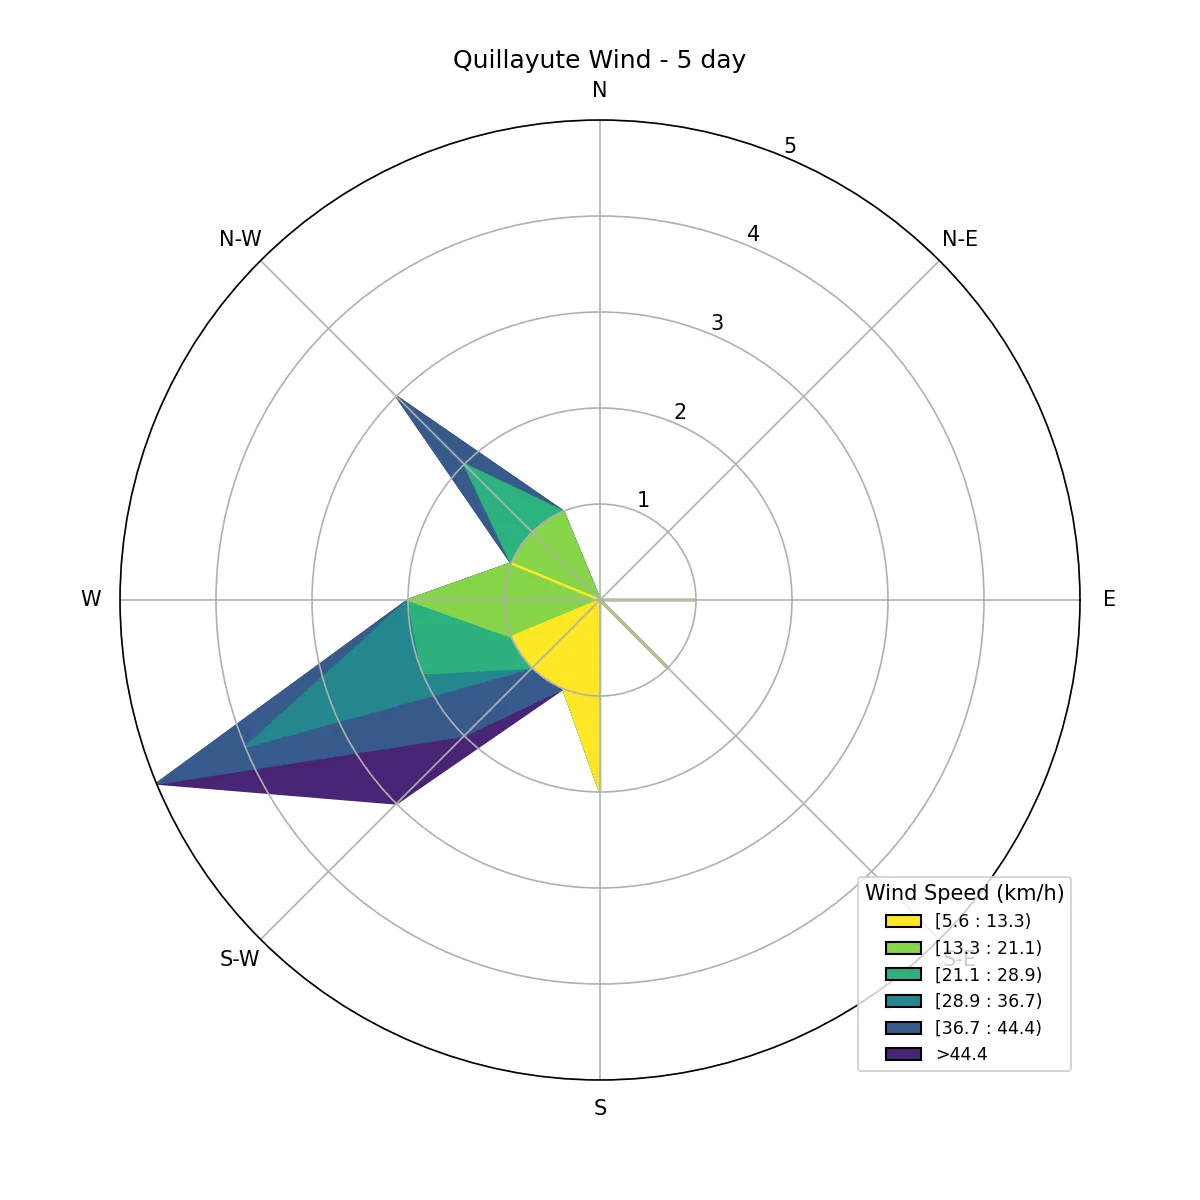 Quillayute Wind - 5 day
N
5
N-W
4
N-E
3
2
1
W
E
S-W
S-E
S
Wind Speed (km/h)
[5.6 : 13.3)
[13.3 : 21.1)
[21.1 : 28.9)
[28.9 : 36.7)
[36.7 : 44.4)
>44.4